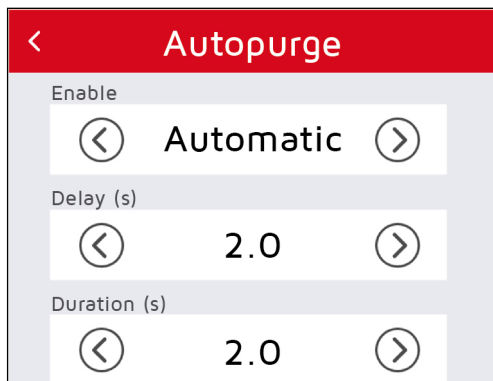 Autopurge
Enable
Automatic
Delay (s)
2.0
Duration (s)
2.0